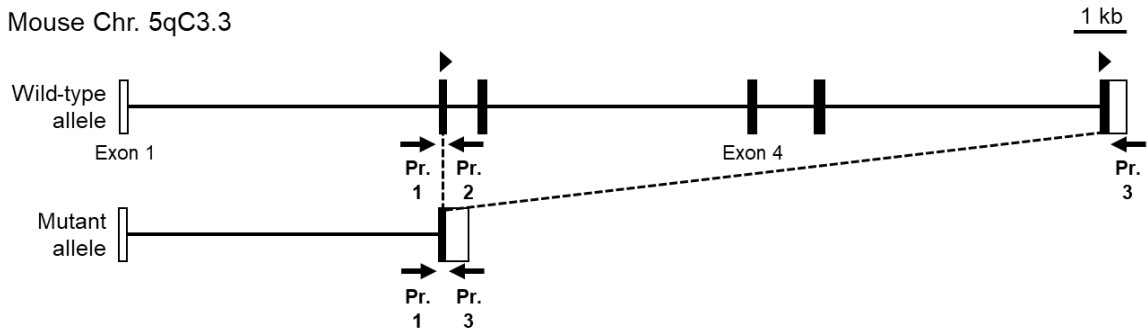 Mouse Chr. 5qC3.3
1 kb
Wild-type
allele
Exon 1
Exon 4
Pr.
1
Pr.
2
Pr.
3
Mutant
allele
Pr.
1
Pr.
3